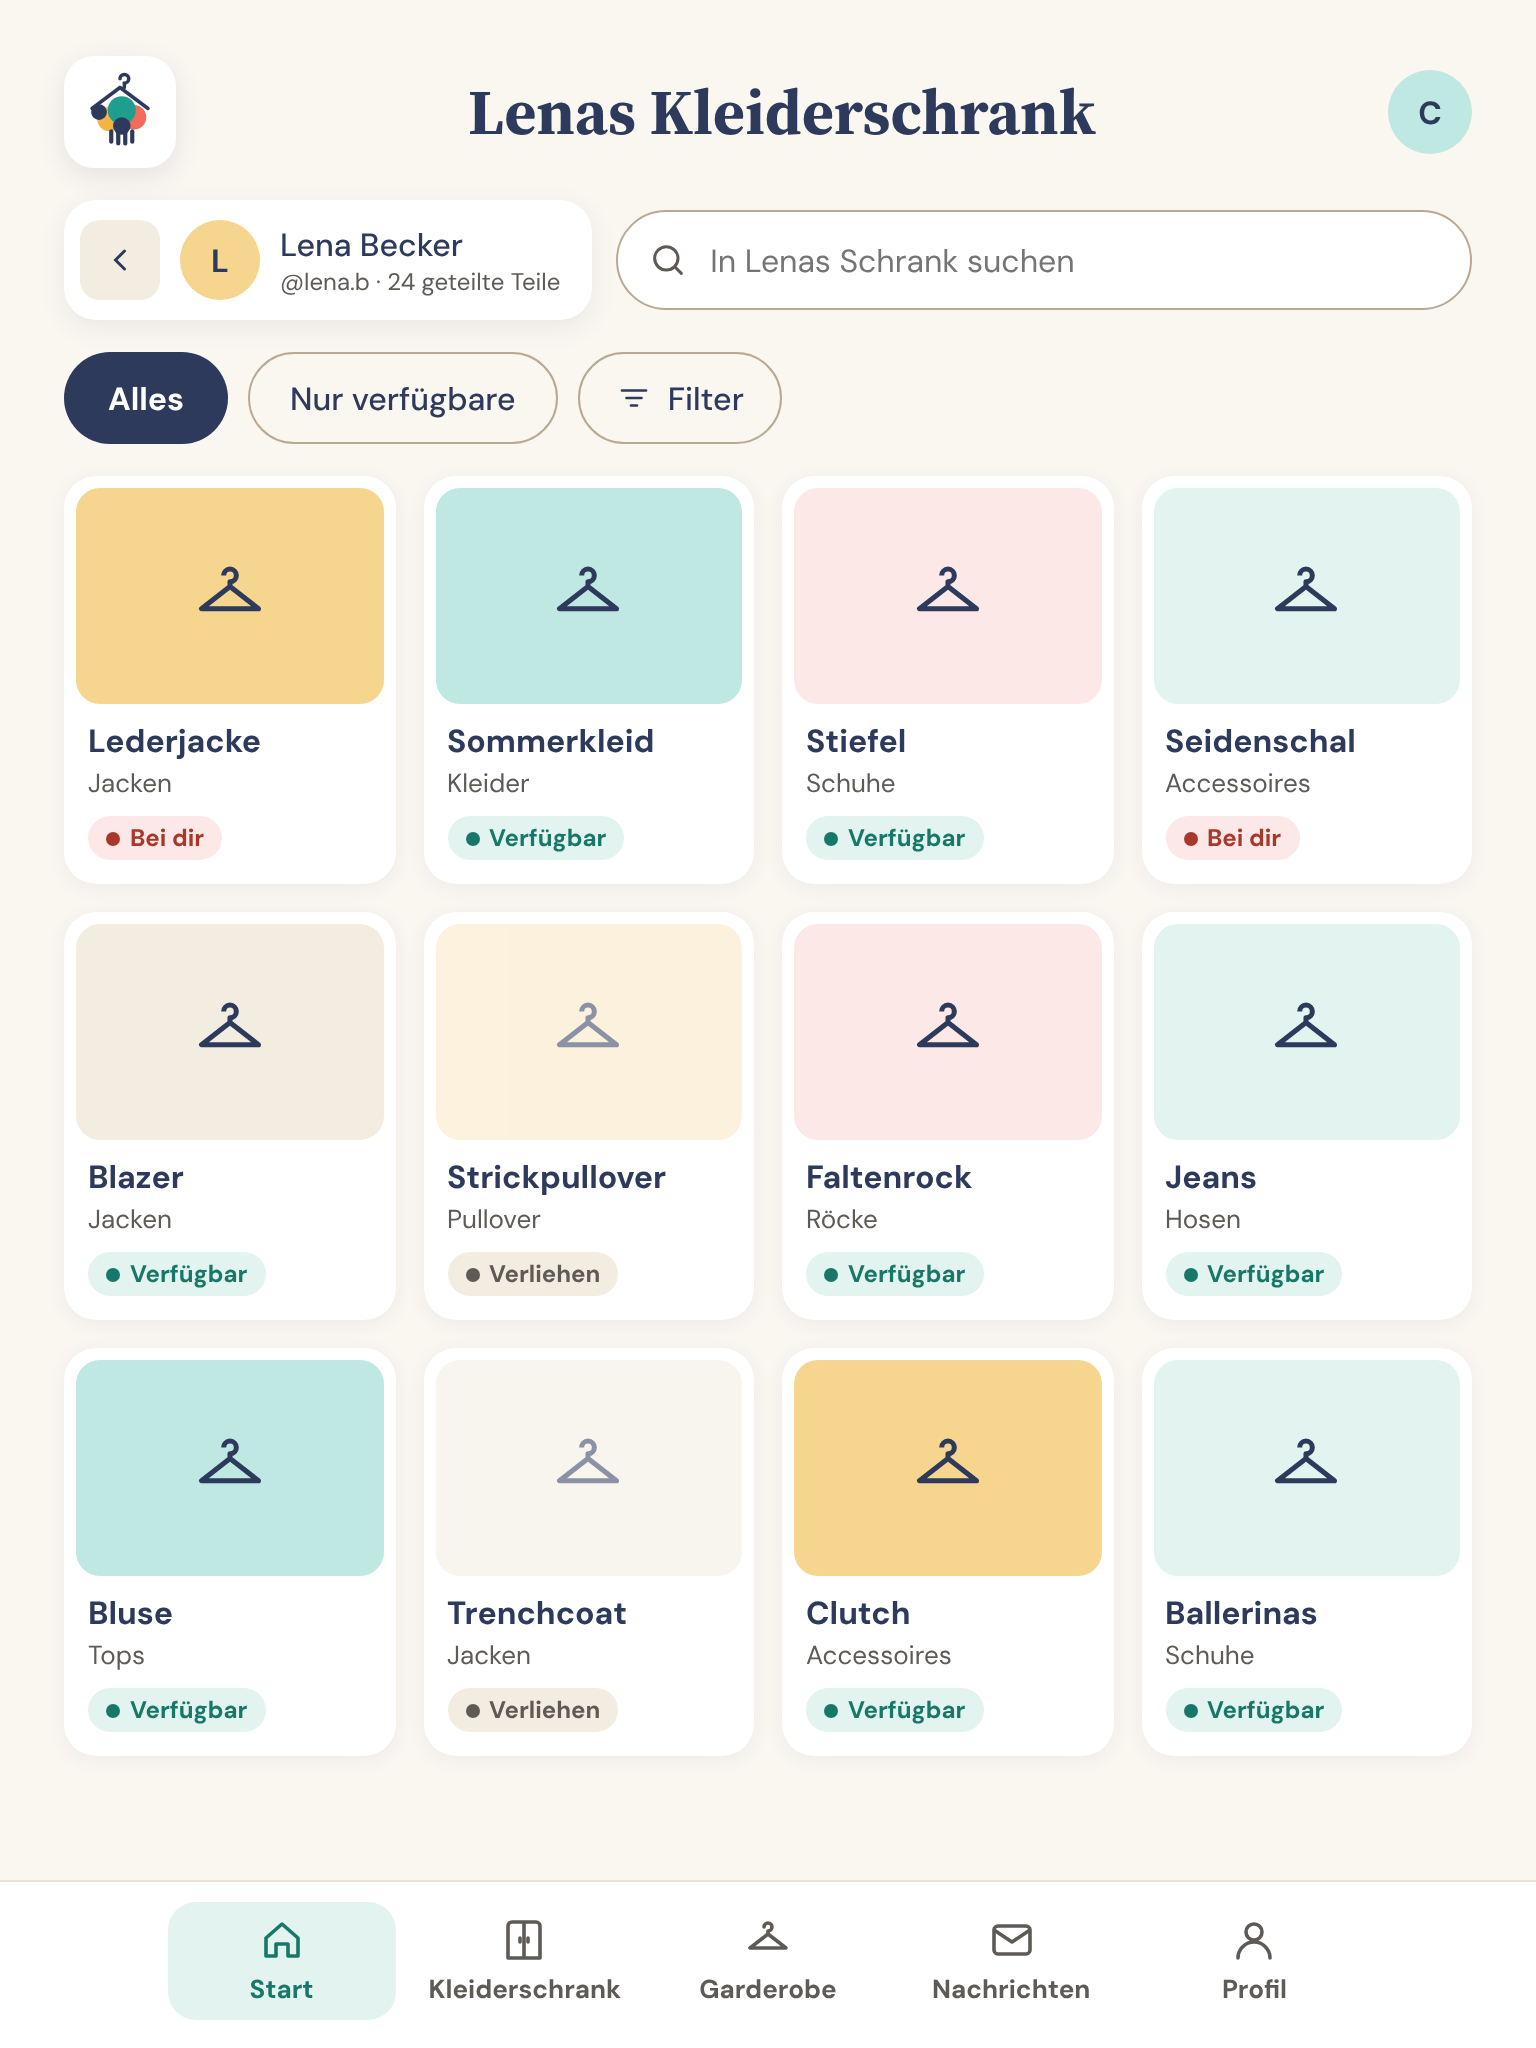 Lenas Kleiderschrank
C
L
Lena Becker
@lena.b · 24 geteilte Teile
In Lenas Schrank suchen
Alles
Nur verfügbare
Filter
Lederjacke
Jacken
Bei dir
Sommerkleid
Kleider
Verfügbar
Stiefel
Schuhe
Verfügbar
Seidenschal
Accessoires
Bei dir
Blazer
Jacken
Verfügbar
Strickpullover
Pullover
Verliehen
Faltenrock
Röcke
Verfügbar
Jeans
Hosen
Verfügbar
Bluse
Tops
Verfügbar
Trenchcoat
Jacken
Verliehen
Clutch
Accessoires
Verfügbar
Ballerinas
Schuhe
Verfügbar
Start
Kleiderschrank
Garderobe
Nachrichten
Profil